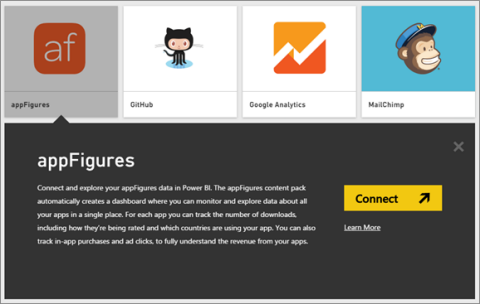 af
appFigures
GitHub
Google Analytics
MailChimp
appFigures
Connect and explore your appFigures data in Power BI. The appFigures content pack
automatically creates a dashboard where you can monitor and explore data about all
your apps in a single place. For each app you can track the number of downloads,
including how they're being rated and which countries are using your app. You can also
track in-app purchases and ad clicks, to fully understand the revenue from your apps.
Connect
Learn More